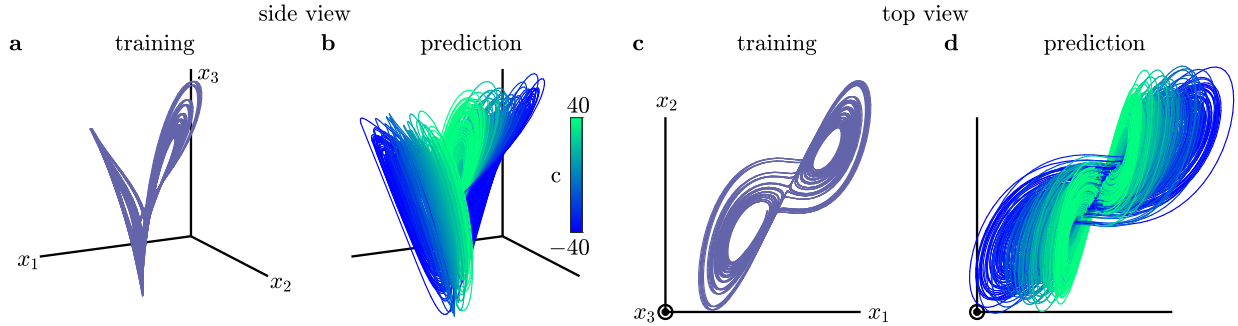 side view
top view
a training
b prediction
c training
d prediction
x₃
x₁
x₂
40
c
−40
x₂
x₃
x₁